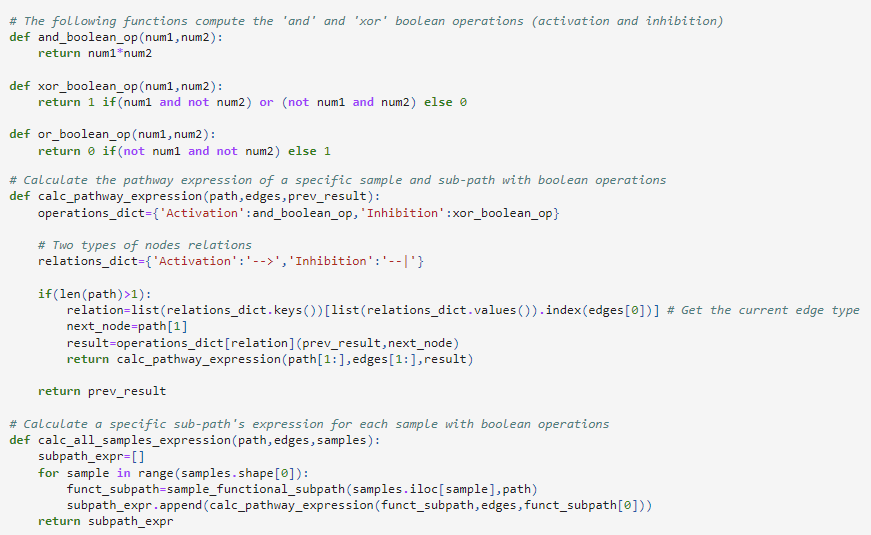 # The following functions compute the 'and' and 'xor' boolean operations (activation and inhibition)
def and_boolean_op(num1,num2):
    return num1*num2
def xor_boolean_op(num1,num2):
    return 1 if(num1 and not num2) or (not num1 and num2) else 0
def or_boolean_op(num1,num2):
    return 0 if(not num1 and not num2) else 1
# Calculate the pathway expression of a specific sample and sub-path with boolean operations
def calc_pathway_expression(path,edges,prev_result):
    operations_dict={'Activation':and_boolean_op,'Inhibition':xor_boolean_op}
    # Two types of nodes relations
    relations_dict={'Activation':'-->','Inhibition':'--|'}
    if(len(path)>1):
        relation=list(relations_dict.keys())[list(relations_dict.values()).index(edges[0])] # Get the current edge type
        next_node=path[1]
        result=operations_dict[relation](prev_result,next_node)
        return calc_pathway_expression(path[1:],edges[1:],result)
    return prev_result
# Calculate a specific sub-path's expression for each sample with boolean operations
def calc_all_samples_expression(path,edges,samples):
    subpath_expr=[]
    for sample in range(samples.shape[0]):
        funct_subpath=sample_functional_subpath(samples.iloc[sample],path)
        subpath_expr.append(calc_pathway_expression(funct_subpath,edges,funct_subpath[0]))
    return subpath_expr